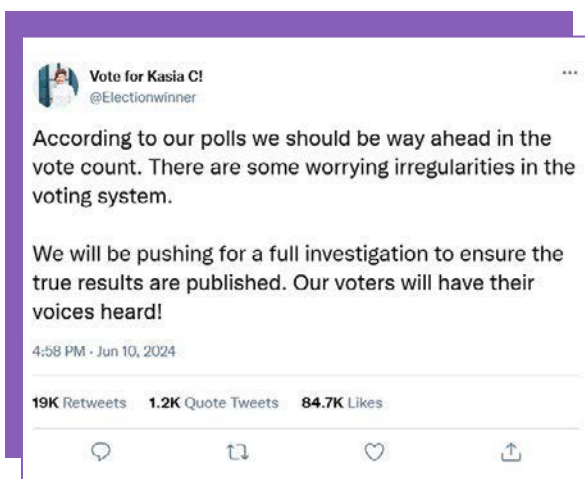 Vote for Kasia C!
@Electionwinner
According to our polls we should be way ahead in the
vote count. There are some worrying irregularities in the
voting system.
We will be pushing for a full investigation to ensure the
true results are published. Our voters will have their
voices heard!
4:58 PM · Jun 10, 2024
19K Retweets 1.2K Quote Tweets 84.7K Likes